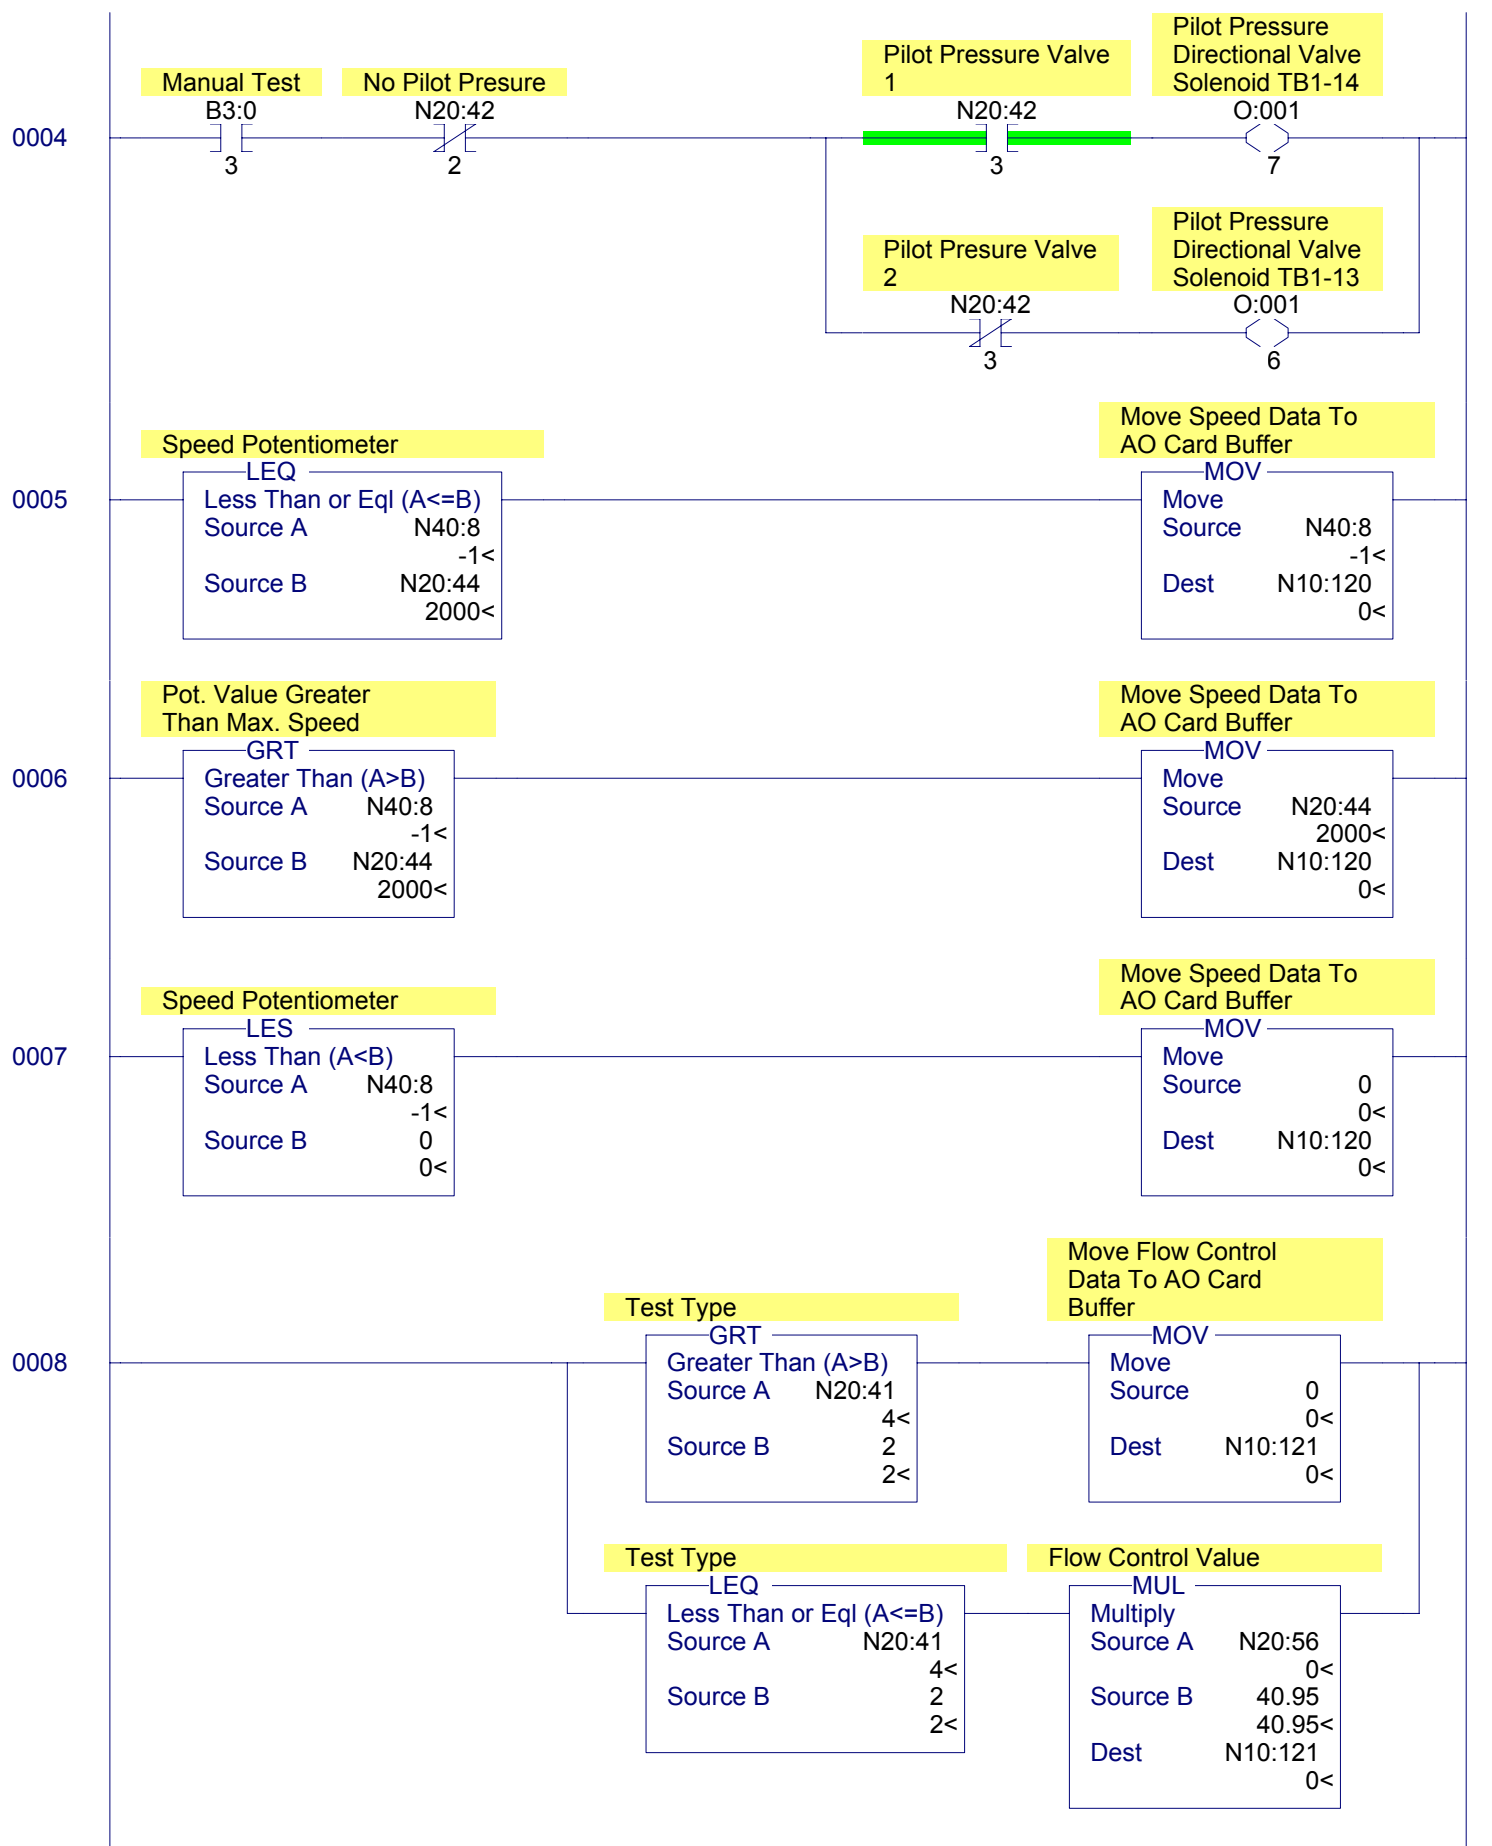 Manual Test
B3:0
3
No Pilot Presure
N20:42
2
Pilot Pressure Valve
1
N20:42
3
Pilot Pressure
Directional Valve
Solenoid TB1-14
O:001
7
0004
Pilot Presure Valve
2
N20:42
3
Pilot Pressure
Directional Valve
Solenoid TB1-13
O:001
6
0005
Speed Potentiometer
LEQ
Less Than or Eql (A<=B)
Source A N40:8
-1<
Source B N20:44
2000<
Move Speed Data To
AO Card Buffer
MOV
Move
Source N40:8
-1<
Dest N10:120
0<
0006
Pot. Value Greater
Than Max. Speed
GRT
Greater Than (A>B)
Source A N40:8
-1<
Source B N20:44
2000<
Move Speed Data To
AO Card Buffer
MOV
Move
Source N20:44
2000<
Dest N10:120
0<
0007
Speed Potentiometer
LES
Less Than (A<B)
Source A N40:8
-1<
Source B 0
0<
Move Speed Data To
AO Card Buffer
MOV
Move
Source 0
0<
Dest N10:120
0<
0008
Test Type
GRT
Greater Than (A>B)
Source A N20:41
4<
Source B 2
2<
Move Flow Control
Data To AO Card
Buffer
MOV
Move
Source 0
0<
Dest N10:121
0<
Test Type
LEQ
Less Than or Eql (A<=B)
Source A N20:41
4<
Source B 2
2<
Flow Control Value
MUL
Multiply
Source A N20:56
0<
Source B 40.95
40.95<
Dest N10:121
0<